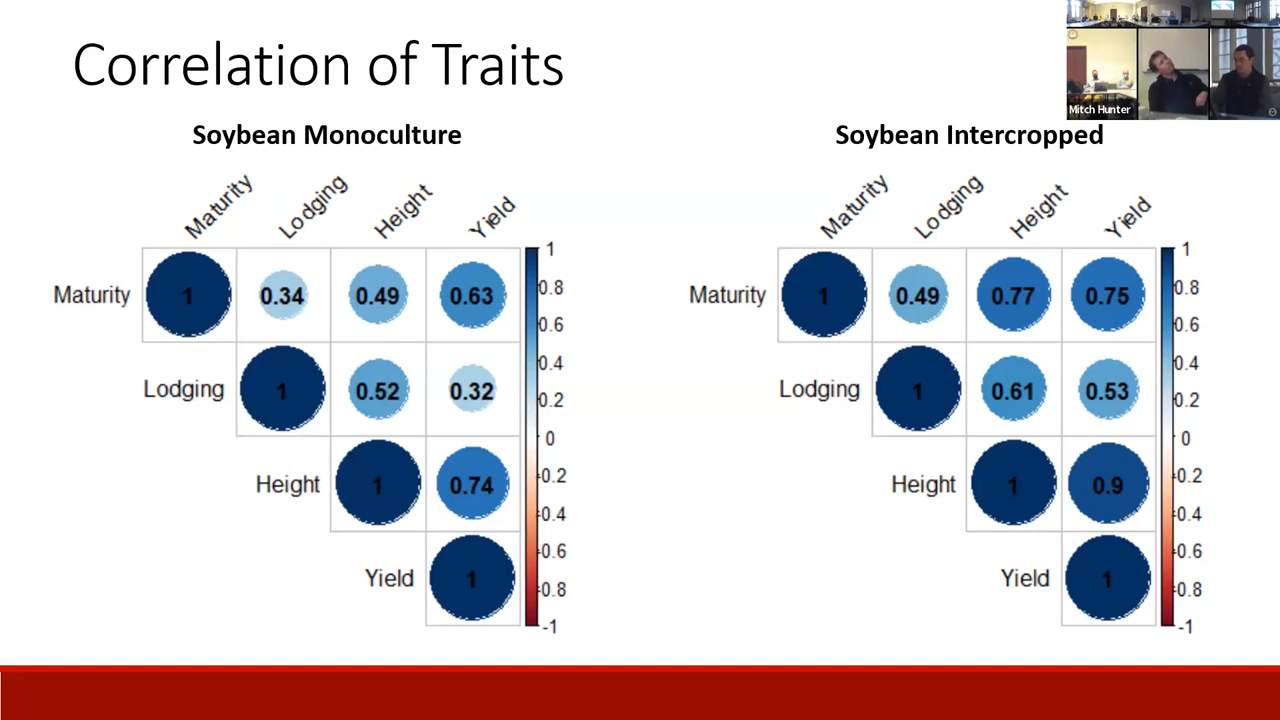 Correlation of Traits
Mitch Hunter
Soybean Monoculture
Maturity
Lodging
Height
Yield
Maturity
1
0.34
0.49
0.63
Lodging
1
0.52
0.32
Height
1
0.74
Yield
1
1
0.8
0.6
0.4
0.2
0
-0.2
-0.4
-0.6
-0.8
-1
Soybean Intercropped
Maturity
Lodging
Height
Yield
Maturity
1
0.49
0.77
0.75
Lodging
1
0.61
0.53
Height
1
0.9
Yield
1
1
0.8
0.6
0.4
0.2
0
-0.2
-0.4
-0.6
-0.8
-1